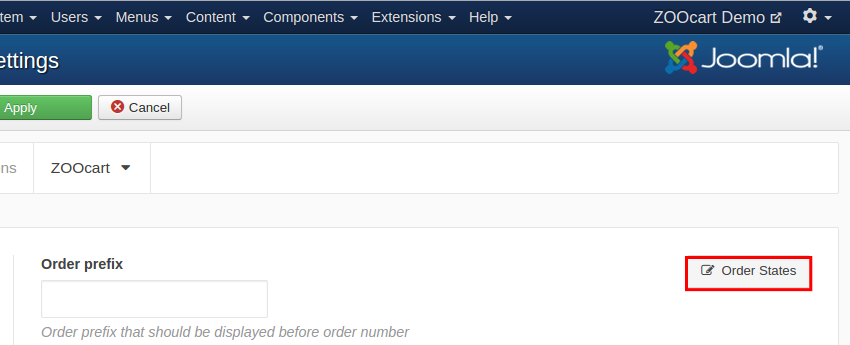 tem Users Menus Content Components Extensions Help ZOOcart Demo
ettings Joomla!®
Apply Cancel
ns ZOOcart
Order prefix Order States
Order prefix that should be displayed before order number